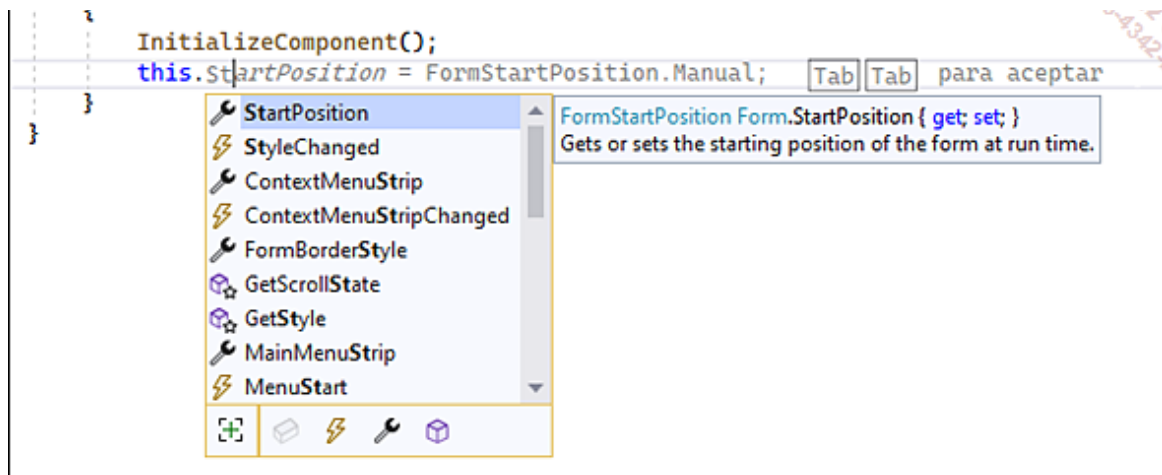 }
InitializeComponent();
this.StartPosition = FormStartPosition.Manual; Tab Tab para aceptar
}
}
StartPosition
StyleChanged
ContextMenuStrip
ContextMenuStripChanged
FormBorderStyle
GetScrollState
GetStyle
MainMenuStrip
MenuStart
FormStartPosition Form.StartPosition { get; set; }
Gets or sets the starting position of the form at run time.